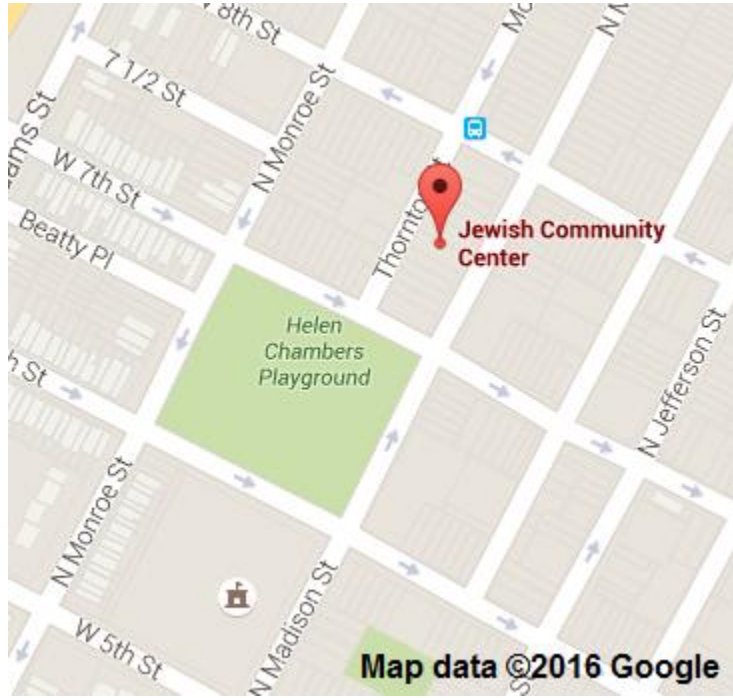 8th St
7 1/2 St
N Monroe St
W 7th St
Beatty Pl
Jewish Community
Center
Helen
Chambers
Playground
N Jefferson St
N Monroe St
W 5th St
N Madison St
Map data ©2016 Google